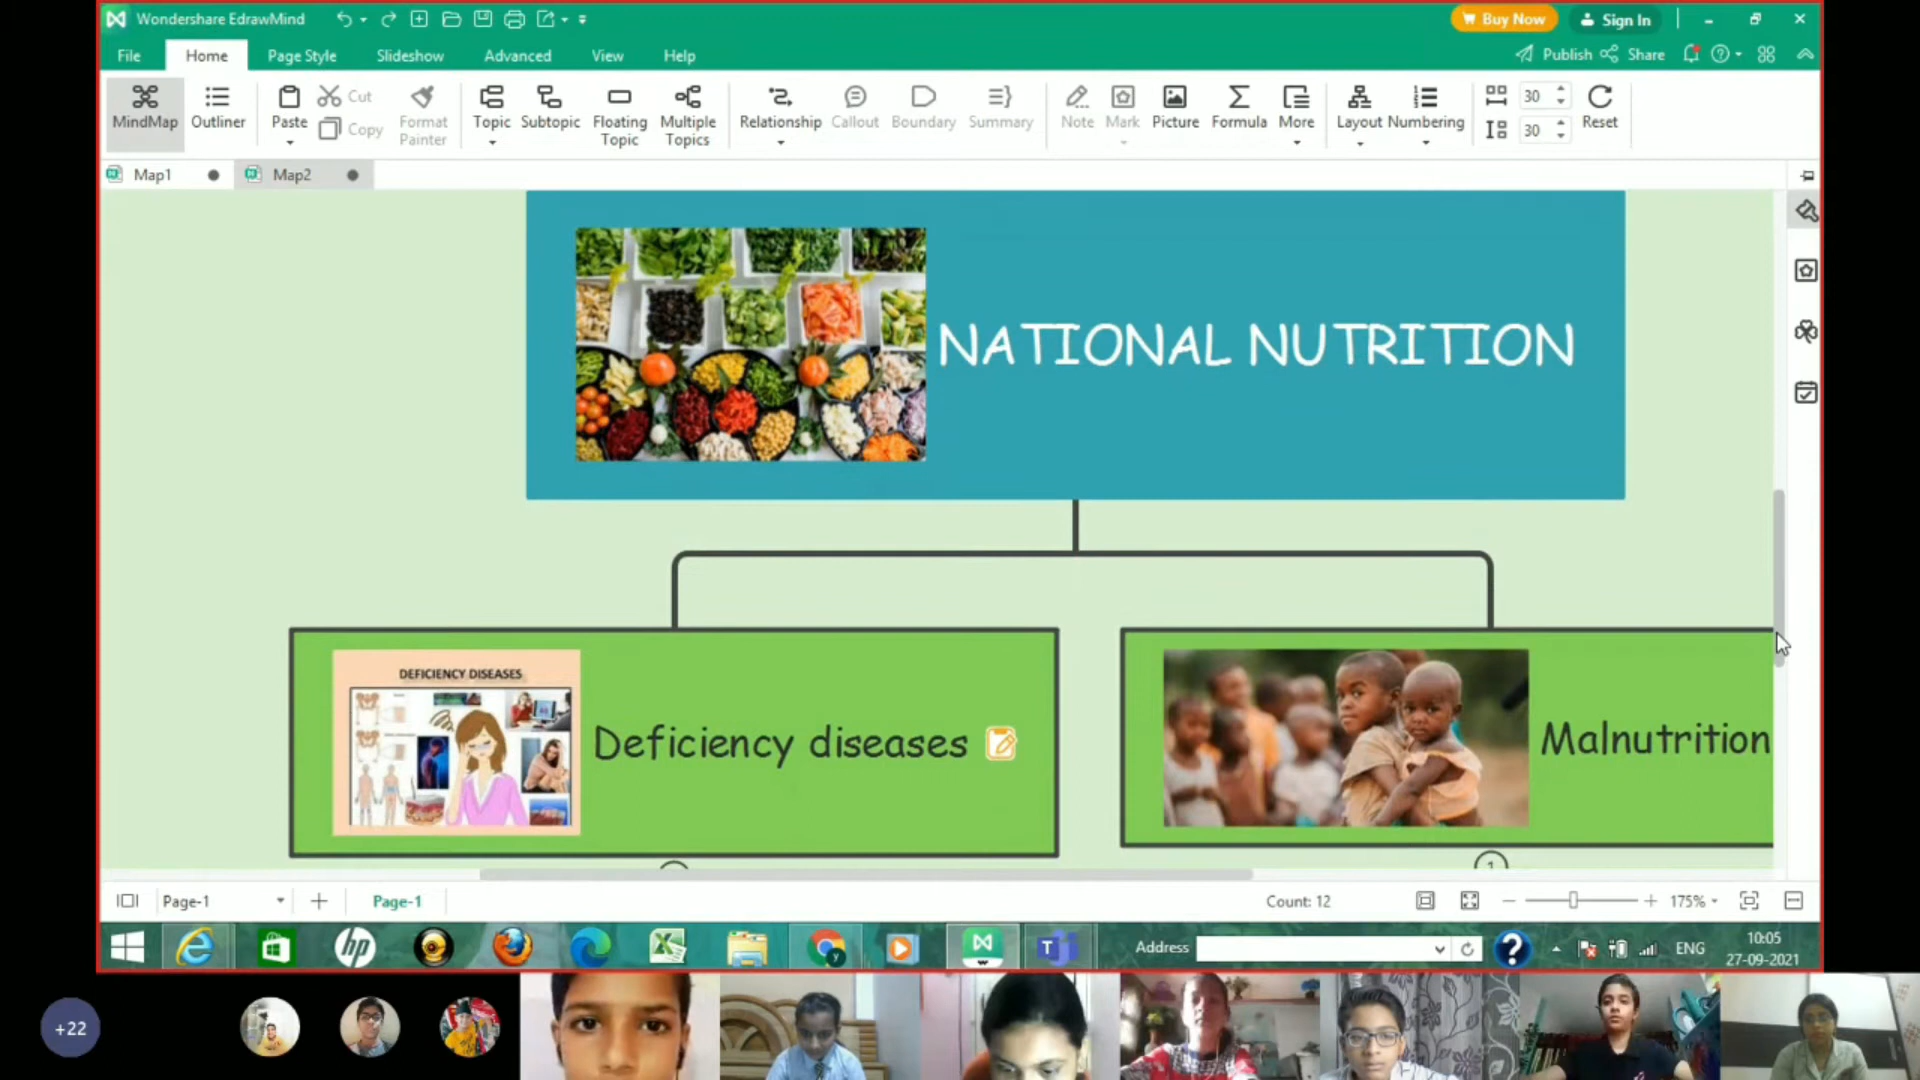 Wondershare EdrawMind
Buy Now
Sign In
File
Home
Page Style
Slideshow
Advanced
View
Help
Publish
Share
MindMap
Outliner
Paste
Cut
Copy
Format
Painter
Topic
Subtopic
Floating
Topic
Multiple
Topics
Relationship
Callout
Boundary
Summary
Note
Mark
Picture
Formula
More
Layout
Numbering
30
30
Reset
Map1
Map2
NATIONAL NUTRITION
DEFICIENCY DISEASES
Deficiency diseases
Malnutrition
1
Page-1
Page-1
Count: 12
175%
Address
ENG
10:05
27-09-2021
+22